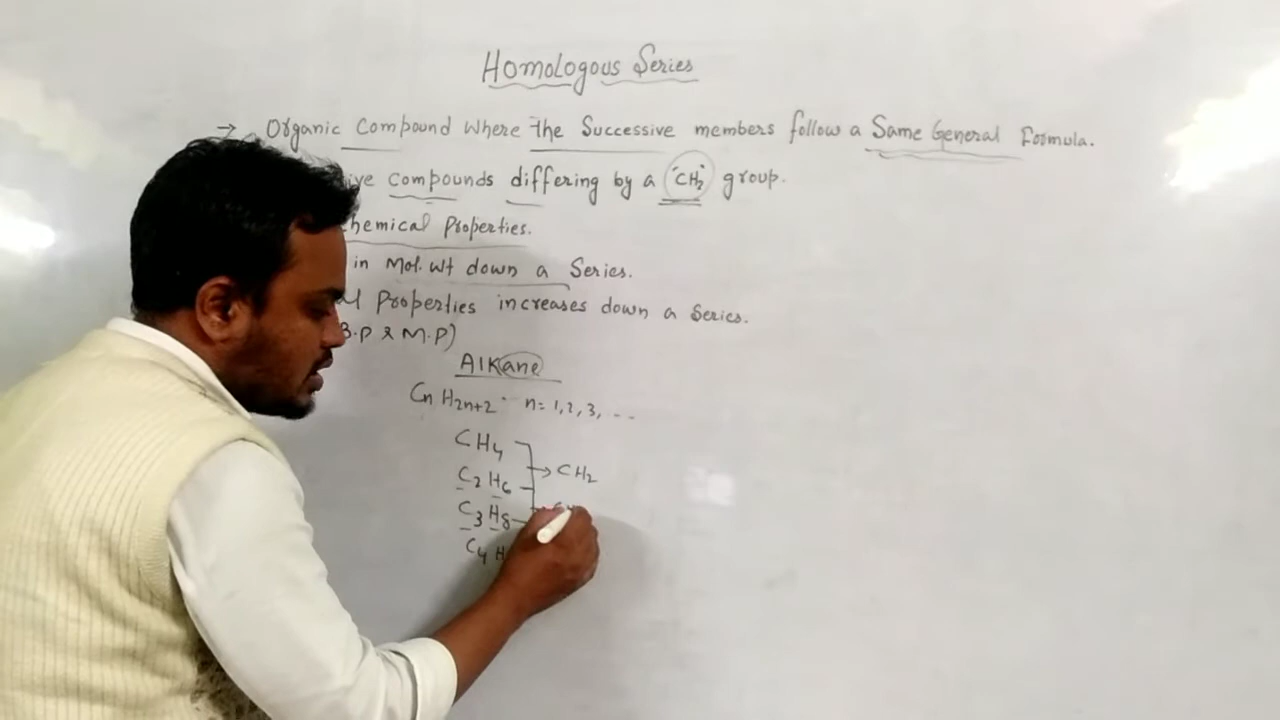 Homologous Series
→ Organic Compound Where the Successive members follow a Same General Formula.
Compounds differing by a "CH2" group.
Chemical Properties.
in Mol. Wt down a Series.
Properties increases down a Series.
B.P & M.P)
Alkane
CnH2n+2 n=1,2,3,...
CH4
→ CH2
C2H6
C3H8
C4H